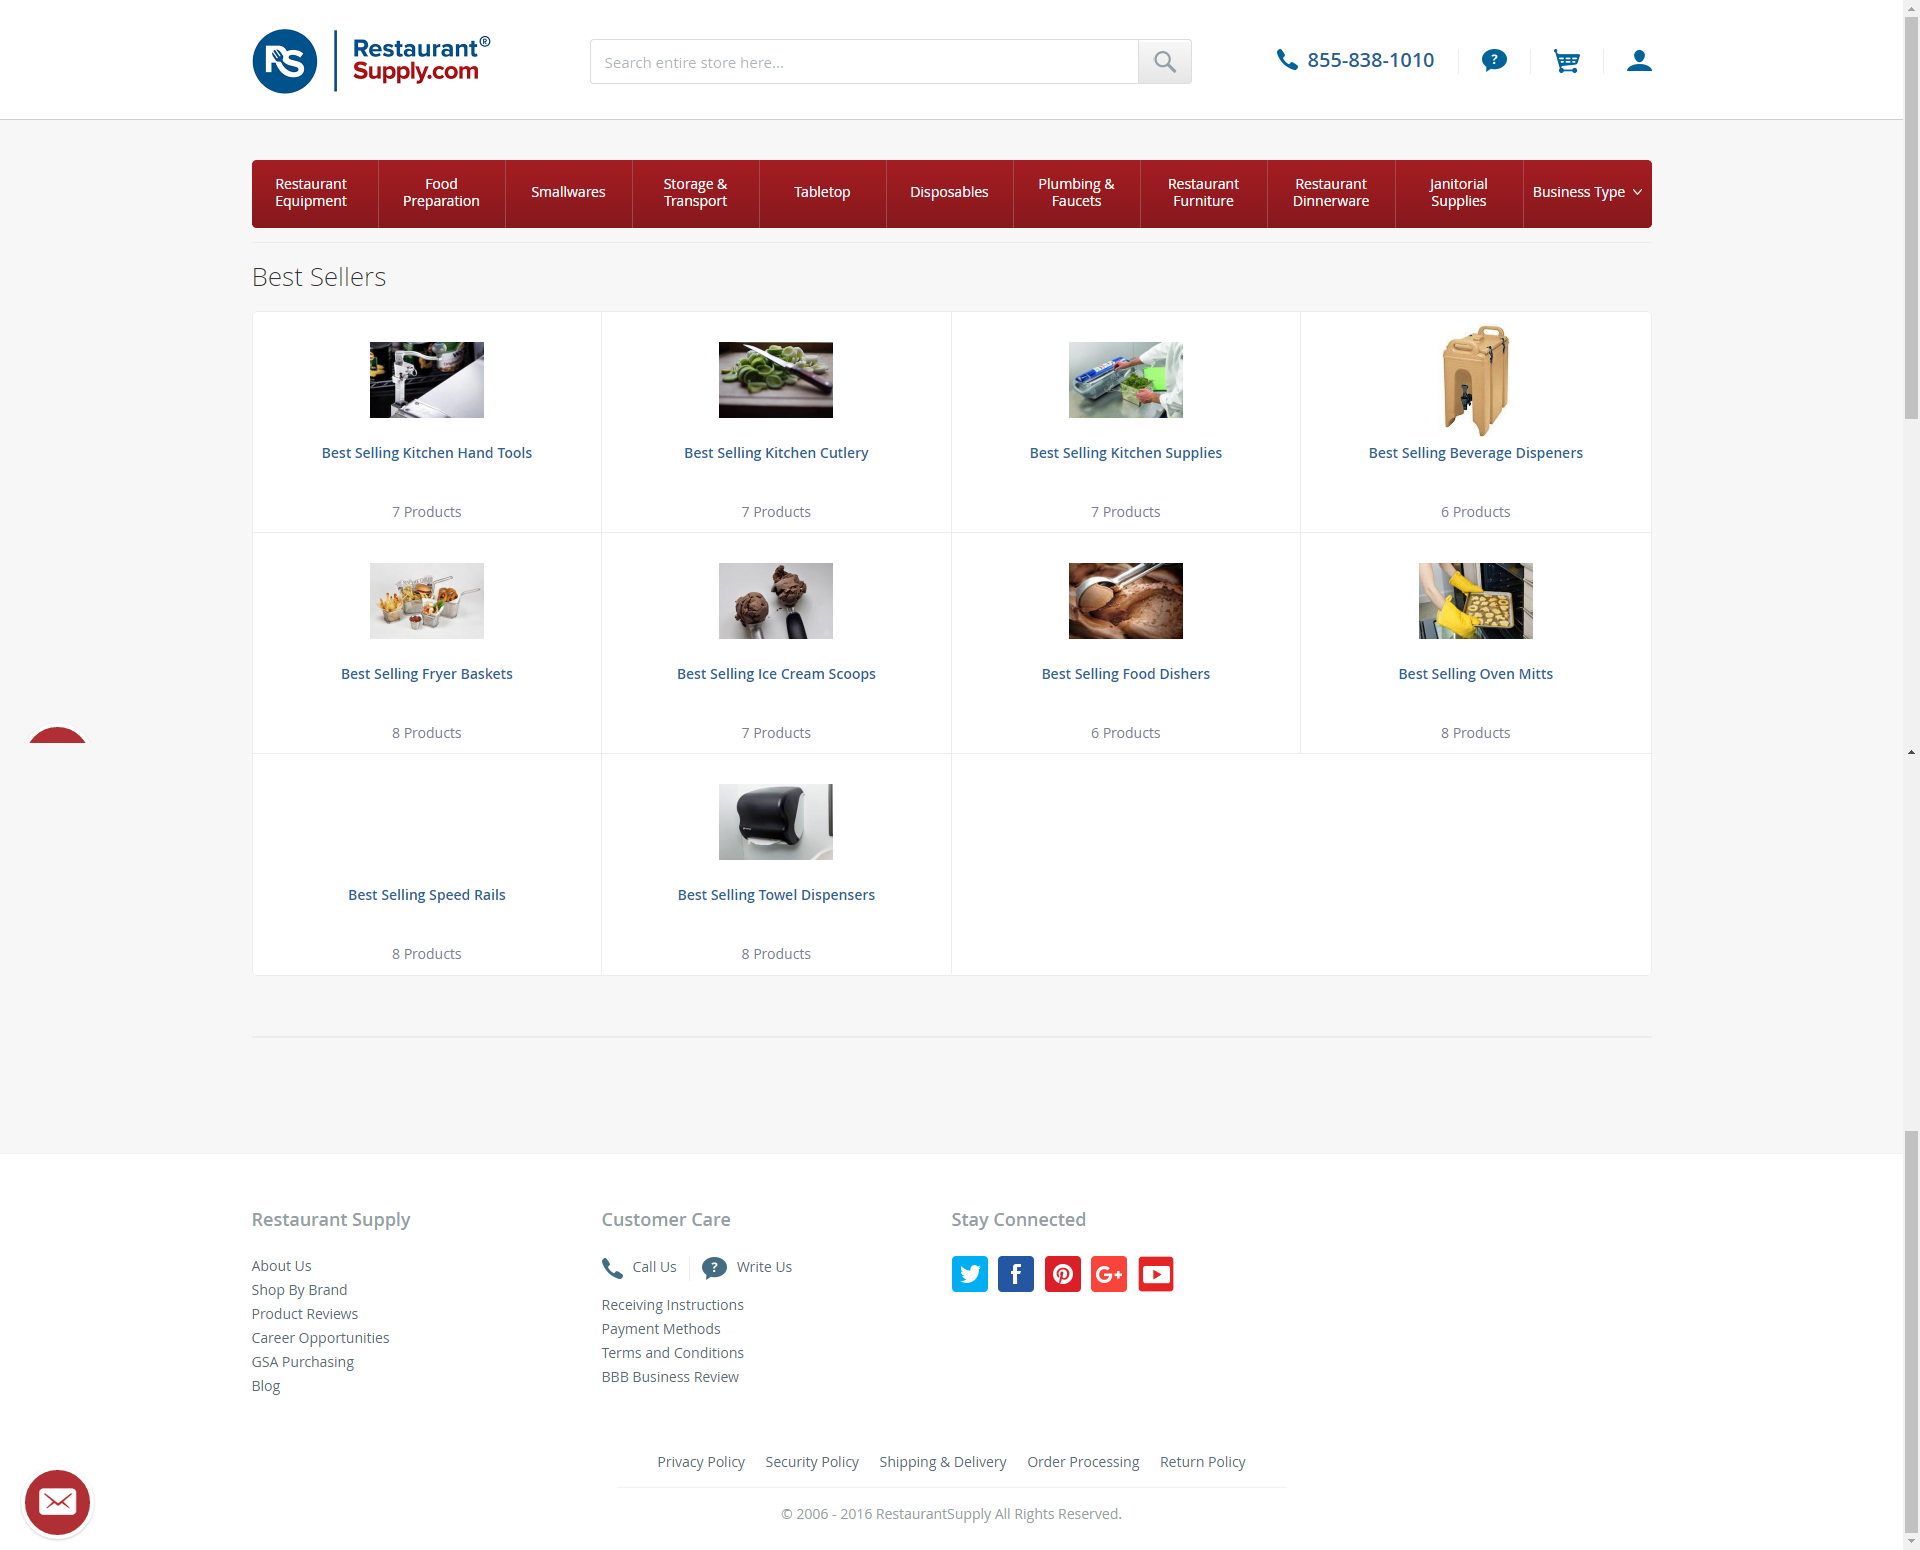 RS Restaurant®
Supply.com
Search entire store here...
855-838-1010
?
Restaurant
Equipment
Food
Preparation
Smallwares
Storage &
Transport
Tabletop
Disposables
Plumbing &
Faucets
Restaurant
Furniture
Restaurant
Dinnerware
Janitorial
Supplies
Business Type
Best Sellers
Best Selling Kitchen Hand Tools
7 Products
Best Selling Kitchen Cutlery
7 Products
Best Selling Kitchen Supplies
7 Products
Best Selling Beverage Dispeners
6 Products
Best Selling Fryer Baskets
8 Products
Best Selling Ice Cream Scoops
7 Products
Best Selling Food Dishers
6 Products
Best Selling Oven Mitts
8 Products
Best Selling Speed Rails
8 Products
Best Selling Towel Dispensers
8 Products
Restaurant Supply
About Us
Shop By Brand
Product Reviews
Career Opportunities
GSA Purchasing
Blog
Customer Care
Call Us ? Write Us
Receiving Instructions
Payment Methods
Terms and Conditions
BBB Business Review
Stay Connected
f G+
Privacy Policy Security Policy Shipping & Delivery Order Processing Return Policy
© 2006 - 2016 RestaurantSupply All Rights Reserved.